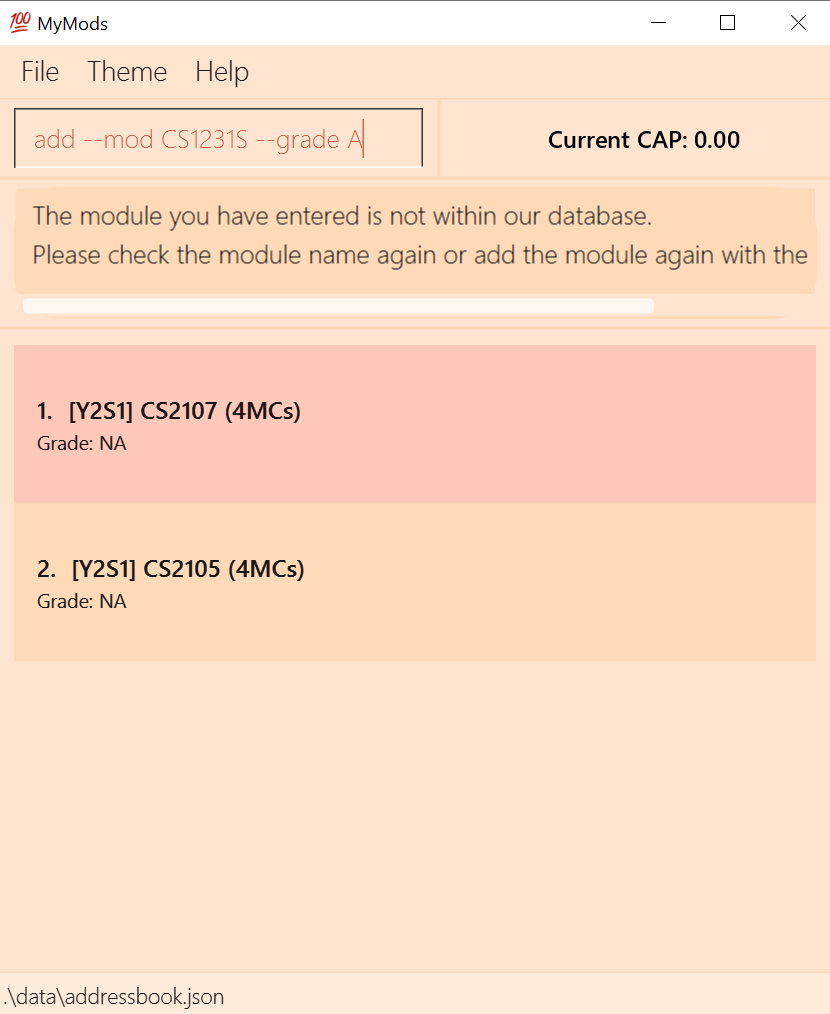 MyMods
File Theme Help
add --mod CS1231S --grade A
Current CAP: 0.00
The module you have entered is not within our database.
Please check the module name again or add the module again with the
1. [Y2S1] CS2107 (4MCs)
Grade: NA
2. [Y2S1] CS2105 (4MCs)
Grade: NA
.\data\addressbook.json